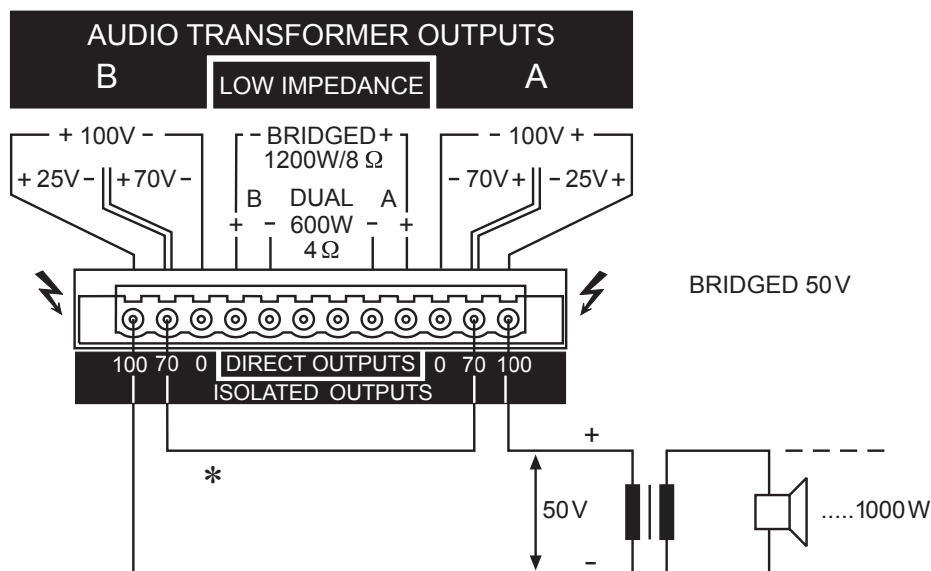 AUDIO TRANSFORMER OUTPUTS
B LOW IMPEDANCE A
+ 100V - - BRIDGED + - 100V +
1200W/8 Ω
+ 25V - + 70V - - 70V + - 25V +
B DUAL A
+ - 600W - +
4 Ω
BRIDGED 50V
100 70 0 DIRECT OUTPUTS 0 70 100
ISOLATED OUTPUTS
+
*
50V .....1000W
-